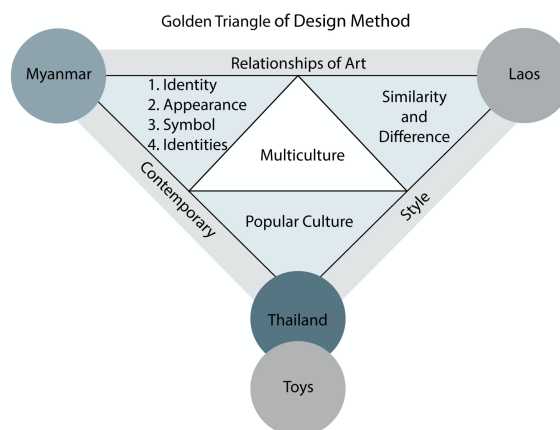 Golden Triangle of Design Method
Myanmar
Relationships of Art
Laos
1. Identity
2. Appearance
3. Symbol
4. Identities
Similarity
and
Difference
Multiculture
Contemporary
Style
Popular Culture
Thailand
Toys